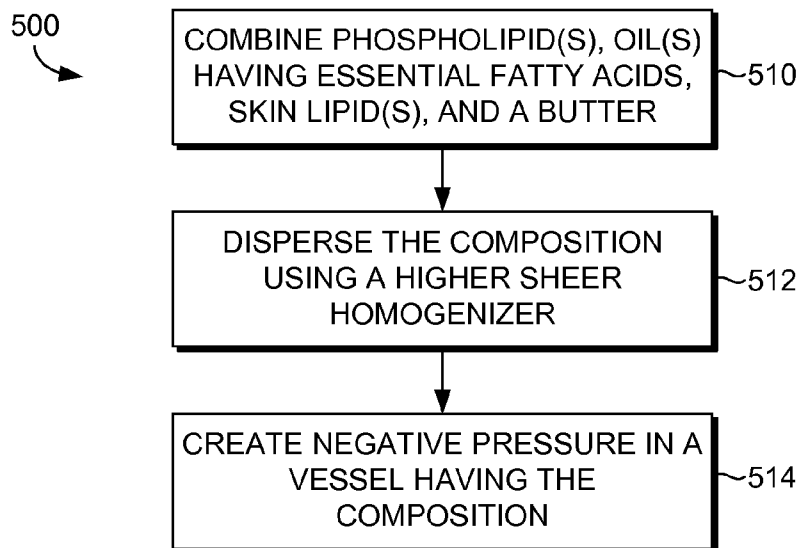 500
COMBINE PHOSPHOLIPID(S), OIL(S)
HAVING ESSENTIAL FATTY ACIDS,
SKIN LIPID(S), AND A BUTTER
510
DISPERSE THE COMPOSITION
USING A HIGHER SHEER
HOMOGENIZER
512
CREATE NEGATIVE PRESSURE IN A
VESSEL HAVING THE
COMPOSITION
514